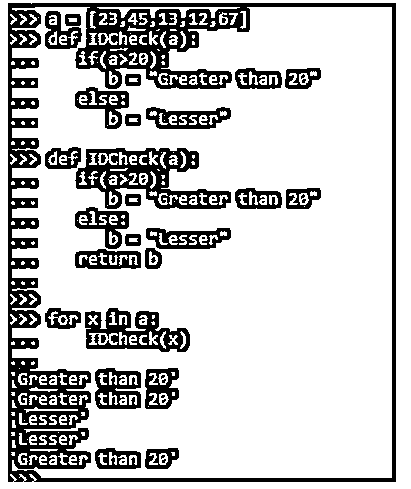 >>> a = [23,45,13,12,67]
>>> def IDCheck(a):
...     if(a>20):
...         b = "Greater than 20"
...     else:
...         b = "Lesser"
...
>>> def IDCheck(a):
...     if(a>20):
...         b = "Greater than 20"
...     else:
...         b = "Lesser"
...     return b
...
>>>
>>> for x in a:
...     IDCheck(x)
...
'Greater than 20'
'Greater than 20'
'Lesser'
'Lesser'
'Greater than 20'
>>>